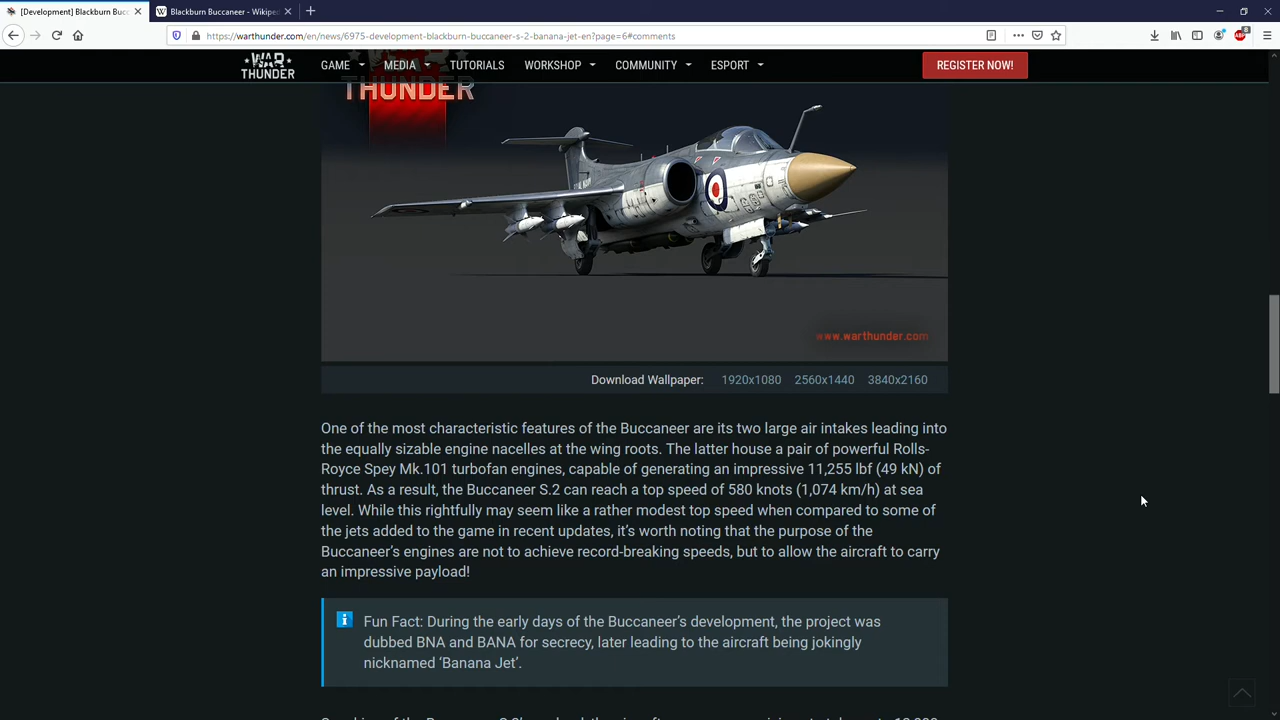 [Development] Blackburn Bucc
Blackburn Buccaneer - Wikipe
https://warthunder.com/en/news/6975-development-blackburn-buccaneer-s-2-banana-jet-en?page=6#comments
WAR THUNDER
GAME MEDIA TUTORIALS WORKSHOP COMMUNITY ESPORT REGISTER NOW!
THUNDER
www.warthunder.com
Download Wallpaper: 1920x1080 2560x1440 3840x2160
One of the most characteristic features of the Buccaneer are its two large air intakes leading into
the equally sizable engine nacelles at the wing roots. The latter house a pair of powerful Rolls-
Royce Spey Mk.101 turbofan engines, capable of generating an impressive 11,255 lbf (49 kN) of
thrust. As a result, the Buccaneer S.2 can reach a top speed of 580 knots (1,074 km/h) at sea
level. While this rightfully may seem like a rather modest top speed when compared to some of
the jets added to the game in recent updates, it's worth noting that the purpose of the
Buccaneer's engines are not to achieve record-breaking speeds, but to allow the aircraft to carry
an impressive payload!
Fun Fact: During the early days of the Buccaneer's development, the project was
dubbed BNA and BANA for secrecy, later leading to the aircraft being jokingly
nicknamed ‘Banana Jet’.